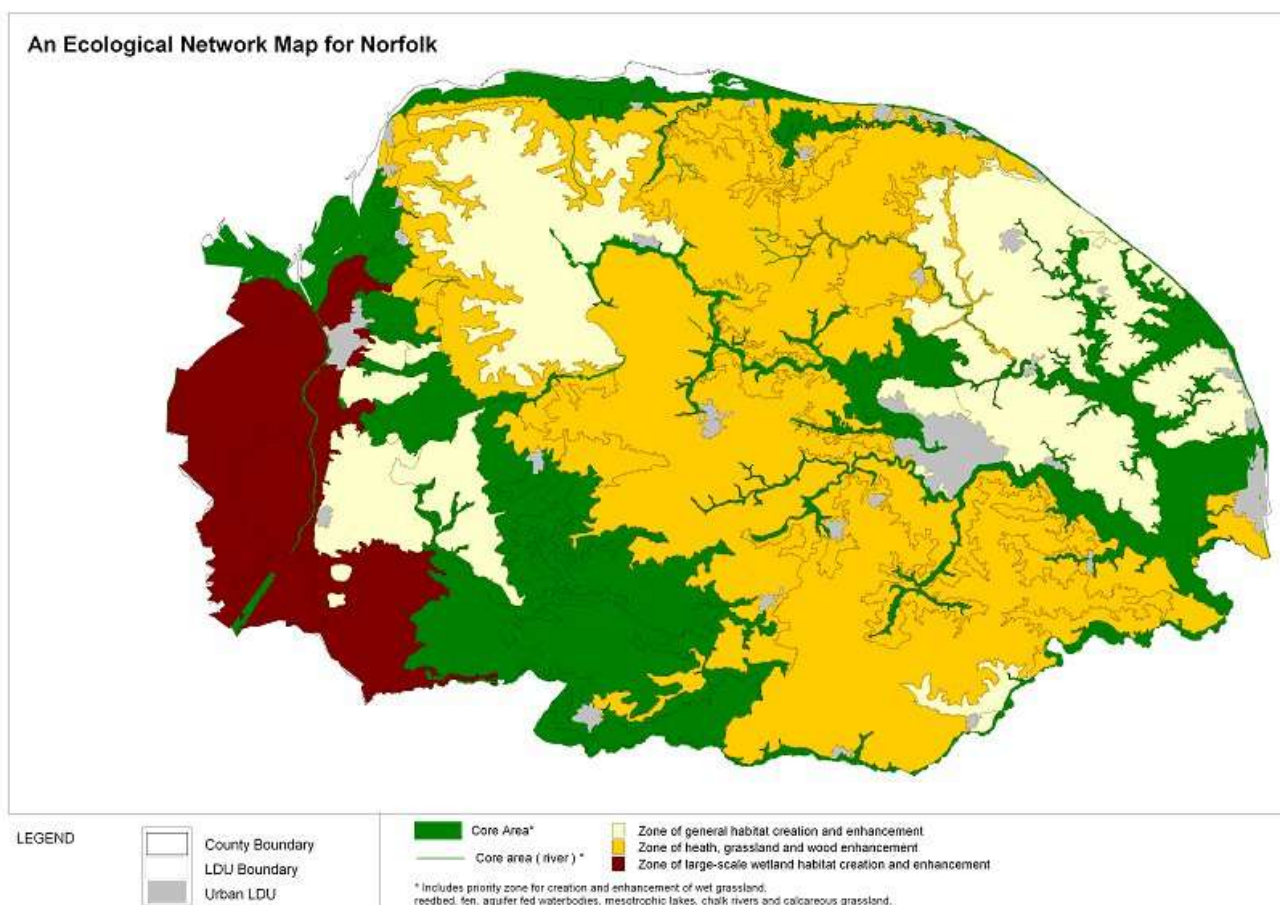 An Ecological Network Map for Norfolk
LEGEND
County Boundary
LDU Boundary
Urban LDU
Core Area*
Core area ( river ) *
Zone of general habitat creation and enhancement
Zone of heath, grassland and wood enhancement
Zone of large-scale wetland habitat creation and enhancement
* Includes priority zone for creation and enhancement of wet grassland,
reedbed, fen, aquifer fed waterbodies, mesotrophic lakes, chalk rivers and calcareous grassland.